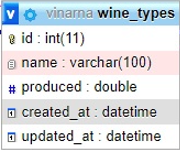 v vinarna wine_types
id : int(11)
name : varchar(100)
# produced : double
created_at : datetime
updated_at : datetime